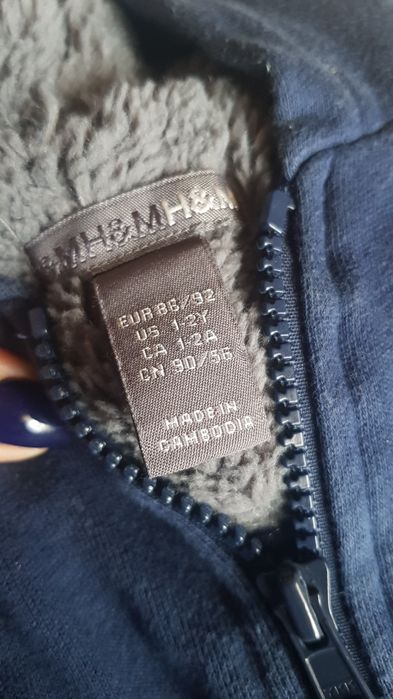 &MH&MH&M
EUR 86/92
US 1-2Y
CA 1-2A
CN 90/56
MADE IN
CAMBODIA